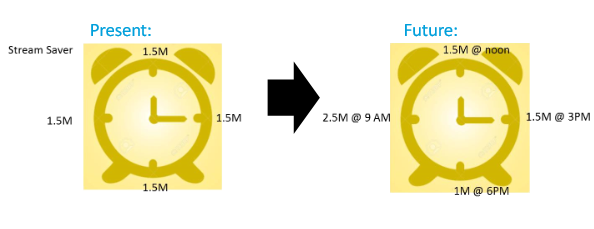 Present:
Future:
Stream Saver
1.5M
1.5M @ noon
1.5M
1.5M
2.5M @ 9 AM
1.5M @ 3PM
1.5M
1M @ 6PM